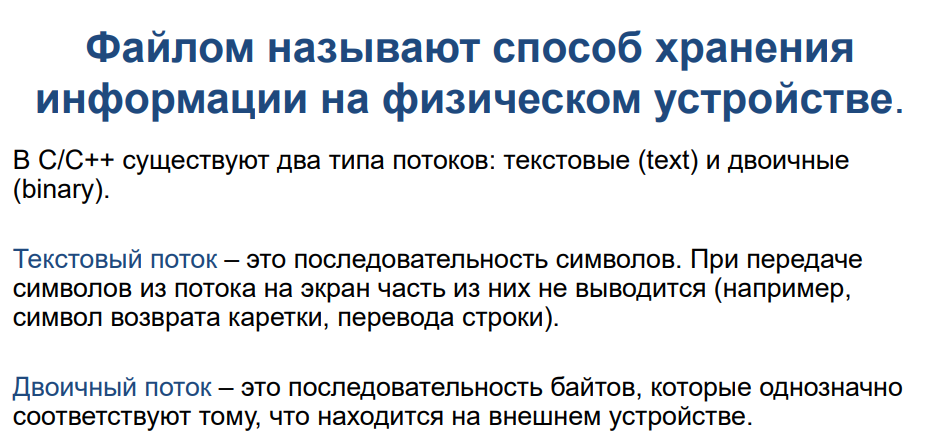 Файлом называют способ хранения
информации на физическом устройстве.
В C/C++ существуют два типа потоков: текстовые (text) и двоичные
(binary).
Текстовый поток – это последовательность символов. При передаче
символов из потока на экран часть из них не выводится (например,
символ возврата каретки, перевода строки).
Двоичный поток – это последовательность байтов, которые однозначно
соответствуют тому, что находится на внешнем устройстве.